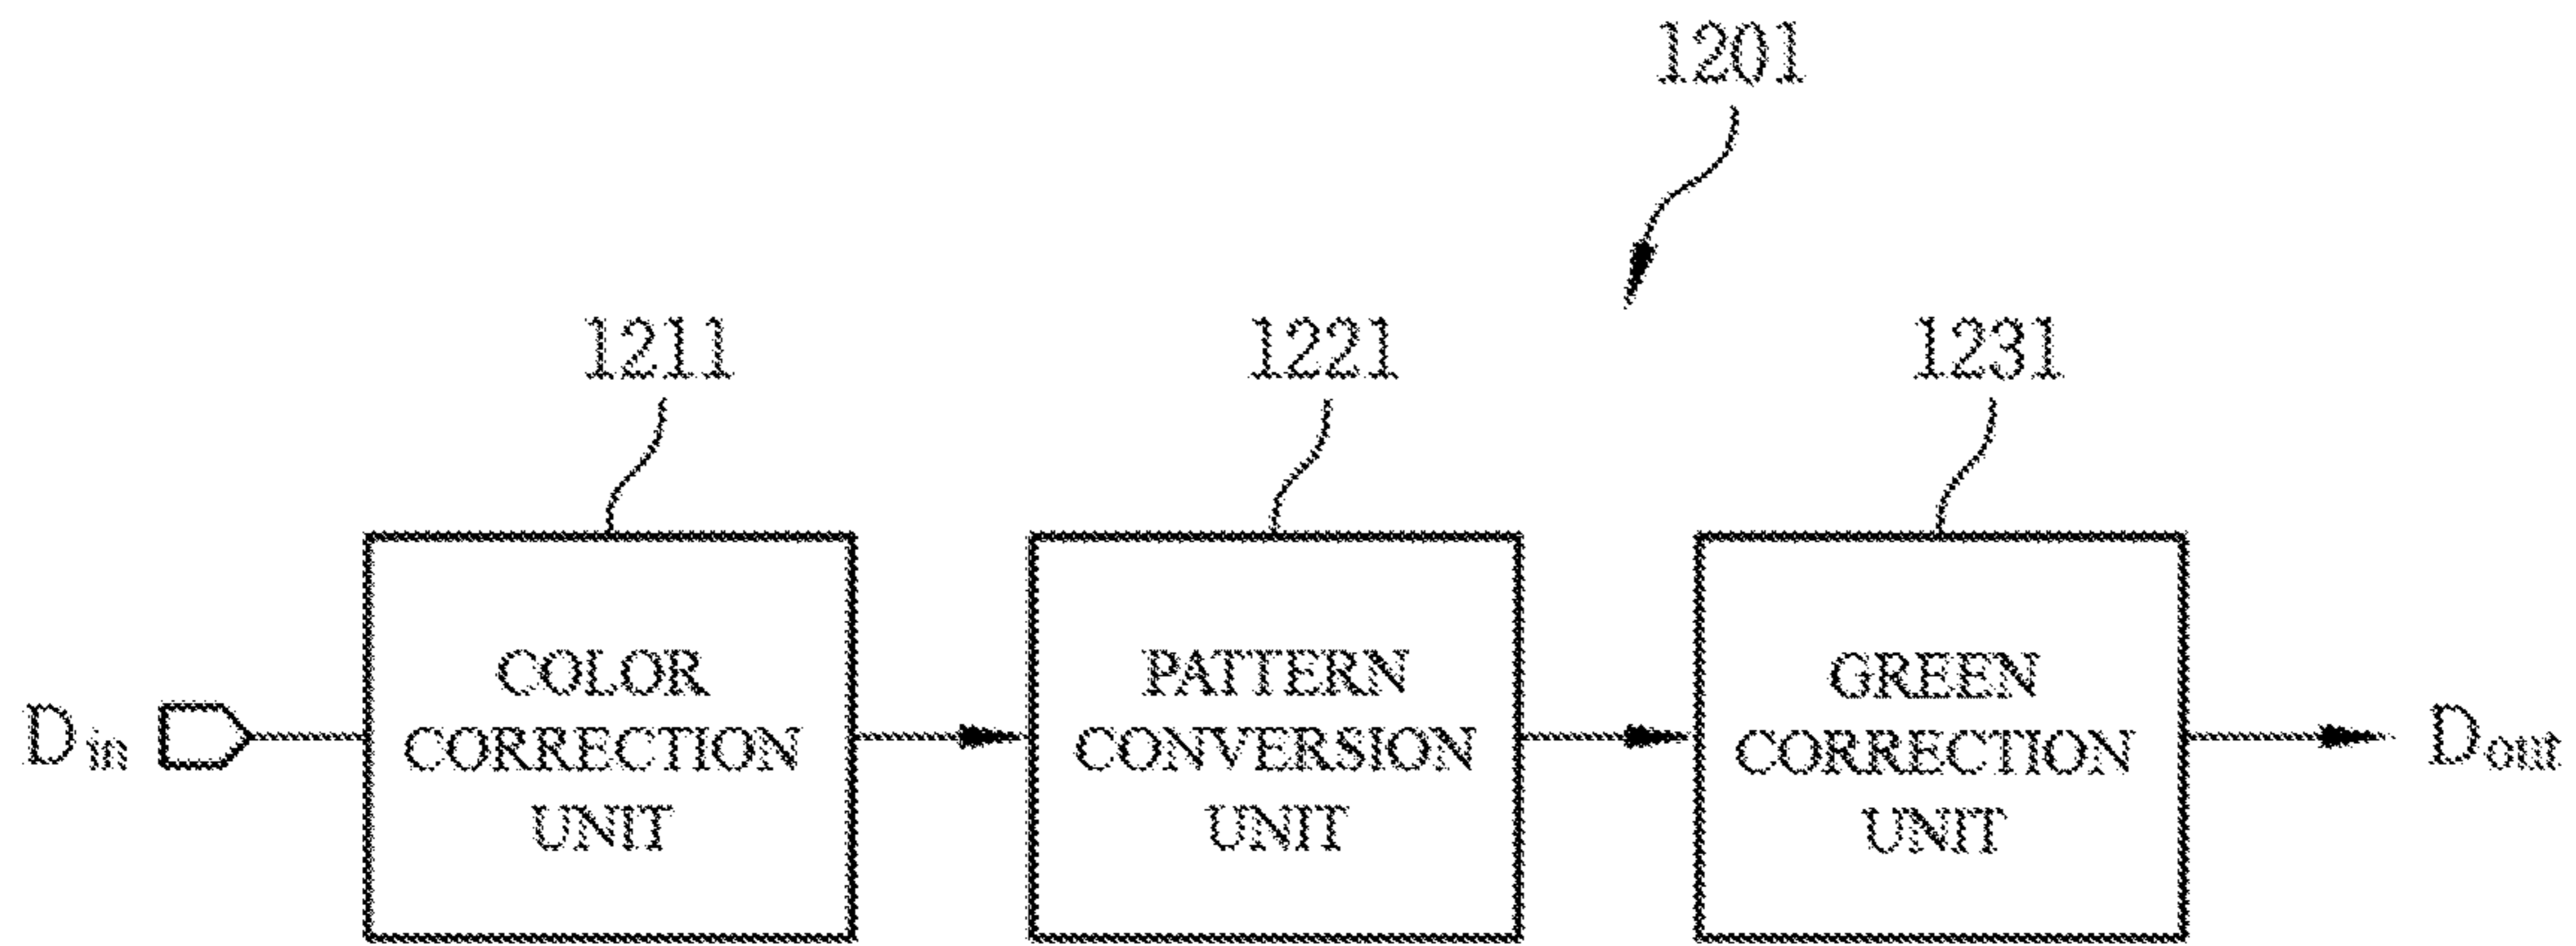 1201
1211
1221
1231
Din
COLOR
CORRECTION
UNIT
PATTERN
CONVERSION
UNIT
GREEN
CORRECTION
UNIT
Dout